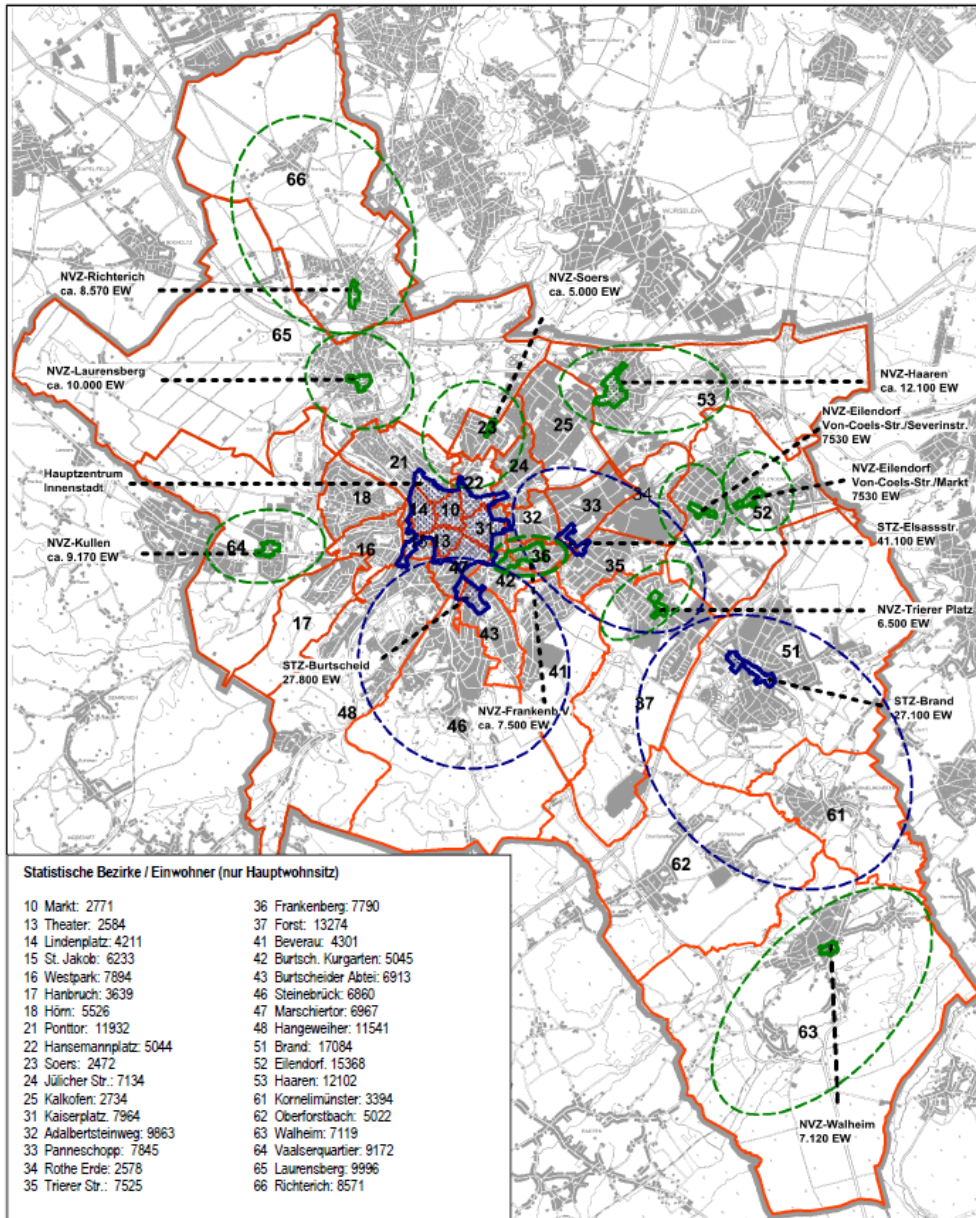 66
NVZ-Richterich
ca. 8.570 EW
NVZ-Soers
ca. 5.000 EW
65
NVZ-Laurensberg
ca. 10.000 EW
NVZ-Haaren
ca. 12.100 EW
53
25
23
NVZ-Eilendorf
Von-Coels-Str./Severinstr.
7530 EW
21
24
Hauptzentrum
Innenstadt
22
NVZ-Eilendorf
Von-Coels-Str./Markt
7530 EW
18
14
10
31
32
33
34
52
STZ-Elsassstr.
41.100 EW
NVZ-Kullen
ca. 9.170 EW
64
16
13
36
47
42
35
NVZ-Trierer Platz
6.500 EW
17
43
51
STZ-Burtscheid
27.800 EW
41
STZ-Brand
27.100 EW
48
46
NVZ-Frankenb.V.
ca. 7.500 EW
37
61
62
63
NVZ-Walheim
7.120 EW
Statistische Bezirke / Einwohner (nur Hauptwohnsitz)
10 Markt: 2771
13 Theater: 2584
14 Lindenplatz: 4211
15 St. Jakob: 6233
16 Westpark: 7894
17 Hanbruch: 3639
18 Hörn: 5526
21 Ponttor: 11932
22 Hansemannplatz: 5044
23 Soers: 2472
24 Jülicher Str.: 7134
25 Kalkofen: 2734
31 Kaiserplatz. 7964
32 Adalbertsteinweg: 9863
33 Panneschopp: 7845
34 Rothe Erde: 2578
35 Trierer Str.: 7525
36 Frankenberg: 7790
37 Forst: 13274
41 Beverau: 4301
42 Burtsch. Kurgarten: 5045
43 Burtscheider Abtei: 6913
46 Steinebrück: 6860
47 Marschiertor: 6967
48 Hangeweiher: 11541
51 Brand: 17084
52 Eilendorf. 15368
53 Haaren: 12102
61 Kornelimünster: 3394
62 Oberforstbach: 5022
63 Walheim: 7119
64 Vaalserquartier: 9172
65 Laurensberg: 9996
66 Richterich: 8571